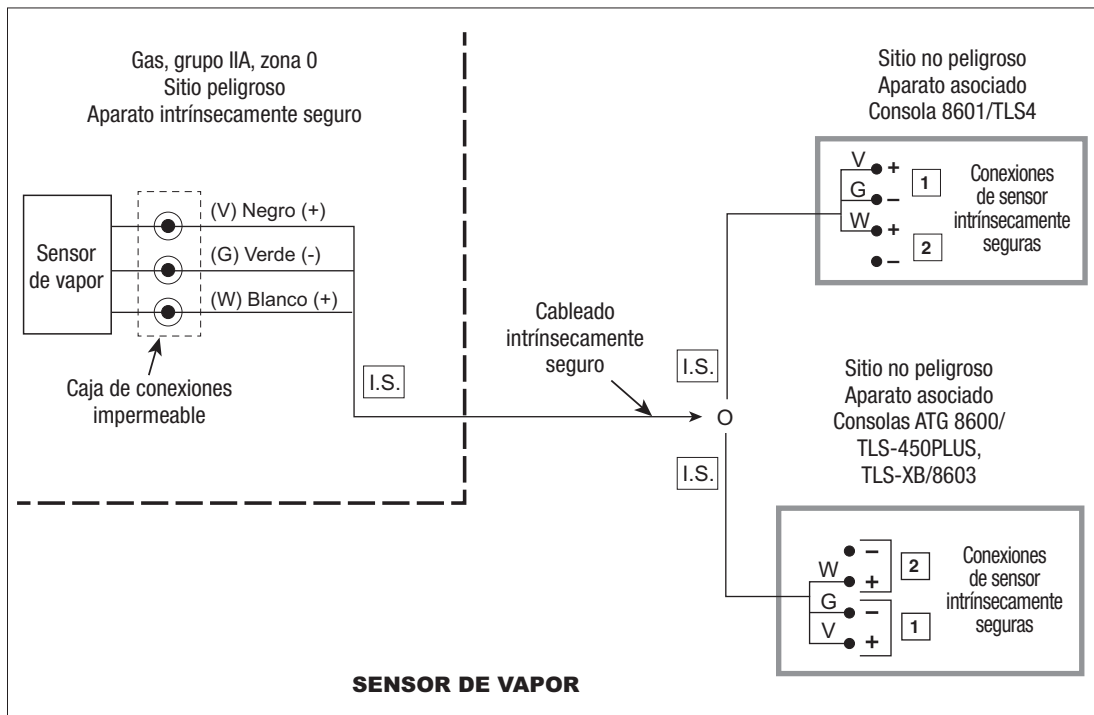 Gas, grupo IIA, zona 0
Sitio peligroso
Aparato intrínsecamente seguro
Sensor
de vapor
(V) Negro (+)
(G) Verde (-)
(W) Blanco (+)
Caja de conexiones
impermeable
I.S.
Cableado
intrínsecamente
seguro
I.S.
O
I.S.
Sitio no peligroso
Aparato asociado
Consola 8601/TLS4
V +
G −
W +
−
1
2
Conexiones
de sensor
intrínsecamente
seguras
Sitio no peligroso
Aparato asociado
Consolas ATG 8600/
TLS-450PLUS,
TLS-XB/8603
−
W +
G −
V +
2
1
Conexiones
de sensor
intrínsecamente
seguras
SENSOR DE VAPOR